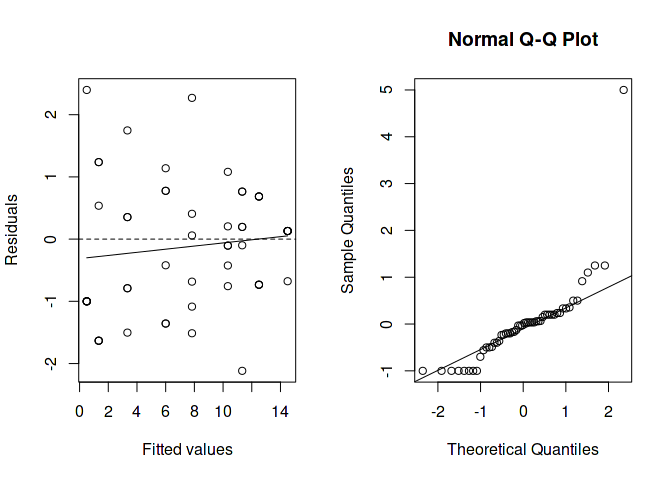 Residuals
2
1
0
-1
-2
0 2 4 6 8 10 14
Fitted values
Normal Q-Q Plot
Sample Quantiles
5
4
3
2
1
0
-1
-2 -1 0 1 2
Theoretical Quantiles